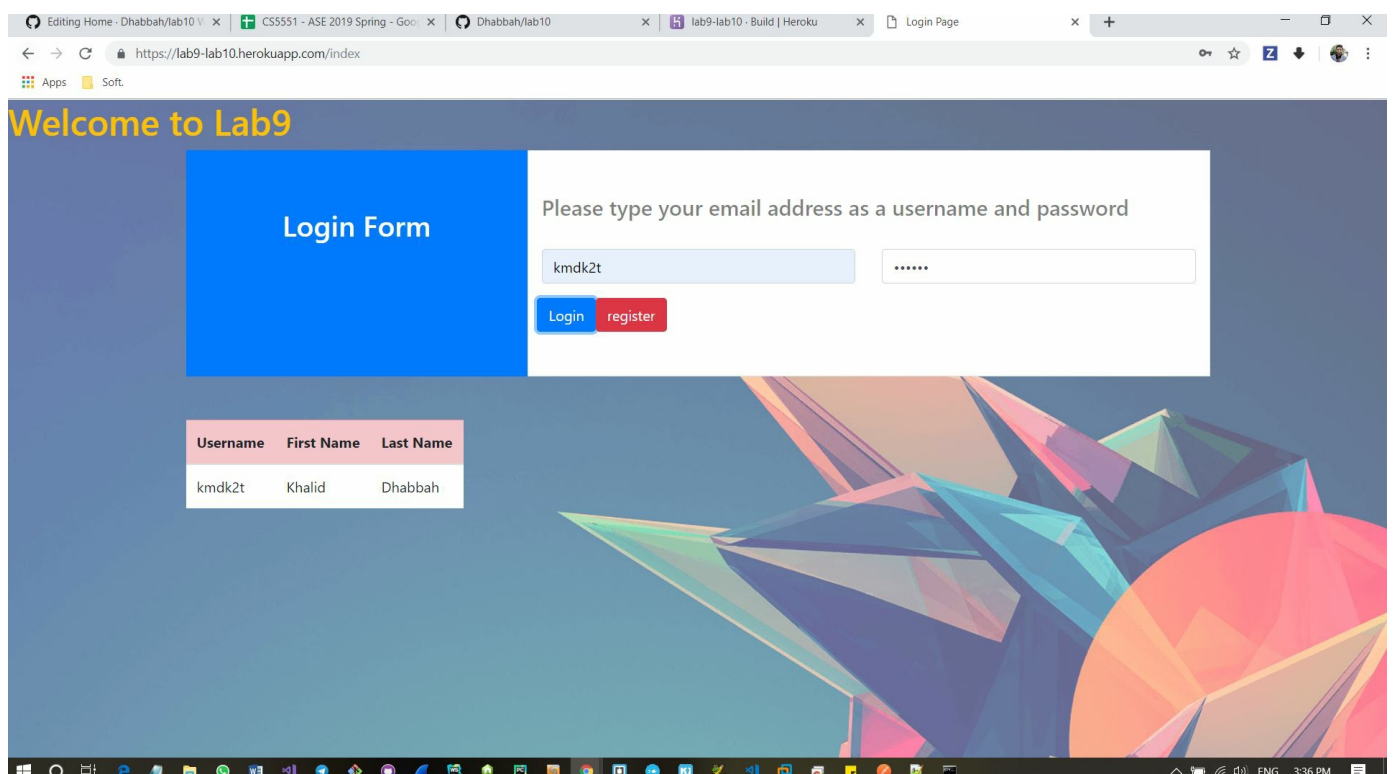 Editing Home · Dhabbah/lab10 W
CS5551 - ASE 2019 Spring - Goo
Dhabbah/lab10
lab9-lab10 · Build | Heroku
Login Page
https://lab9-lab10.herokuapp.com/index
Apps Soft.
Welcome to Lab9
Login Form
Please type your email address as a username and password
kmdk2t ••••••
Login register
Username First Name Last Name
kmdk2t Khalid Dhabbah
ENG 3:36 PM